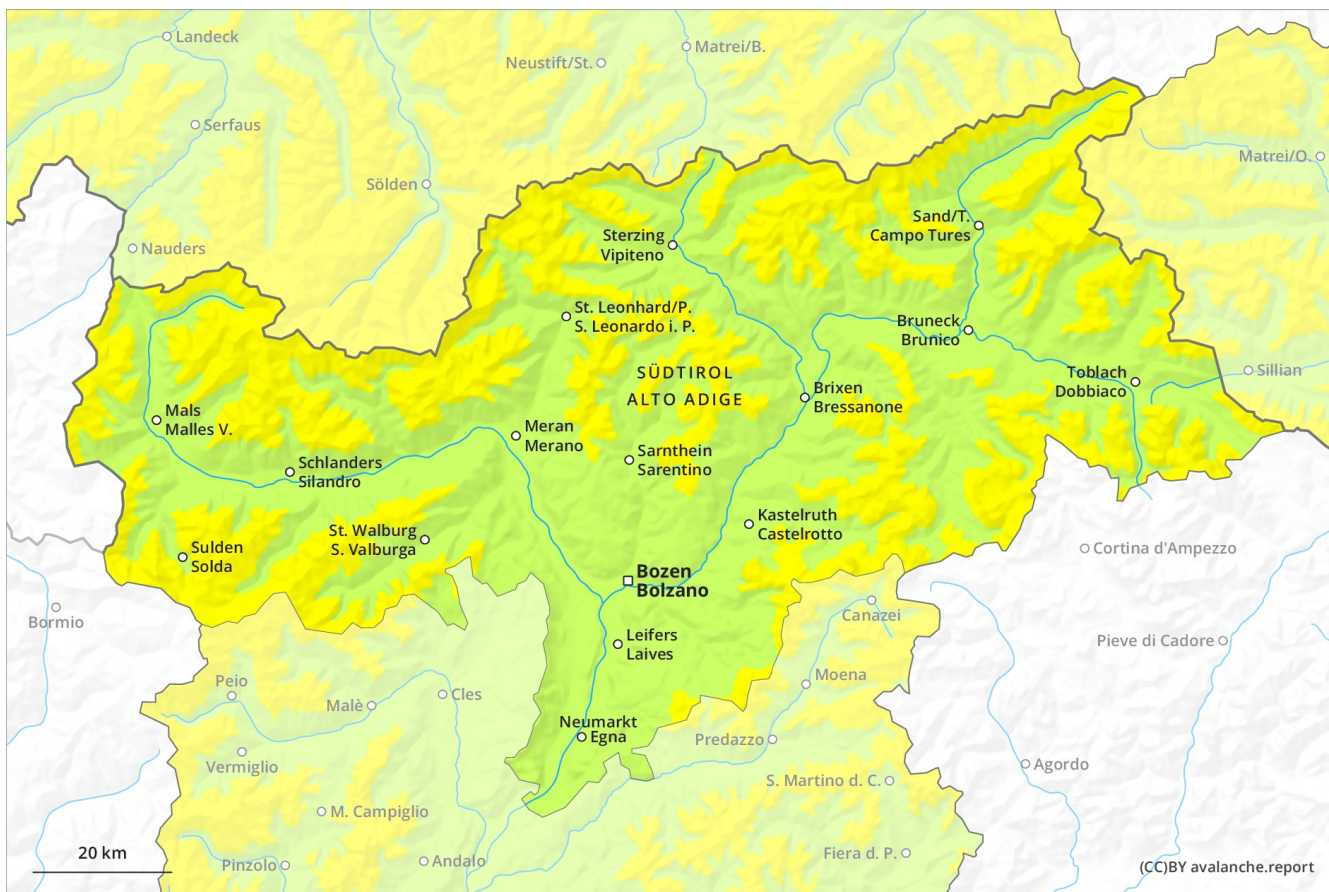 Landeck
Matrei/B.
Neustift/St.
Serfaus
Matrei/O.
Sölden
Nauders
Sand/T.
Campo Tures
Sterzing
Vipiteno
St. Leonhard/P.
S. Leonardo i. P.
Bruneck
Brunico
SÜDTIROL
ALTO ADIGE
Toblach
Dobbiaco
Sillian
Brixen
Bressanone
Mals
Malles V.
Meran
Merano
Schlanders
Silandro
Sarnthein
Sarentino
Kastelruth
Castelrotto
St. Walburg
S. Valburga
Sulden
Solda
Cortina d'Ampezzo
Bozen
Bolzano
Bormio
Canazei
Leifers
Laives
Pieve di Cadore
Peio
Moena
Malè
Cles
Neumarkt
Egna
Predazzo
Vermiglio
Agordo
S. Martino d. C.
M. Campiglio
20 km
Pinzolo
Andalo
Fiera d. P.
(CC)BY avalanche.report